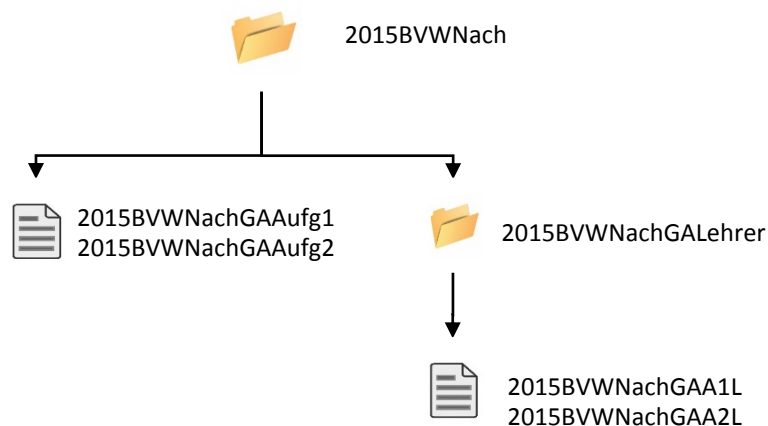 2015BVWNach
2015BVWNachGAAufg1
2015BVWNachGAAufg2
2015BVWNachGALehrer
2015BVWNachGAA1L
2015BVWNachGAA2L